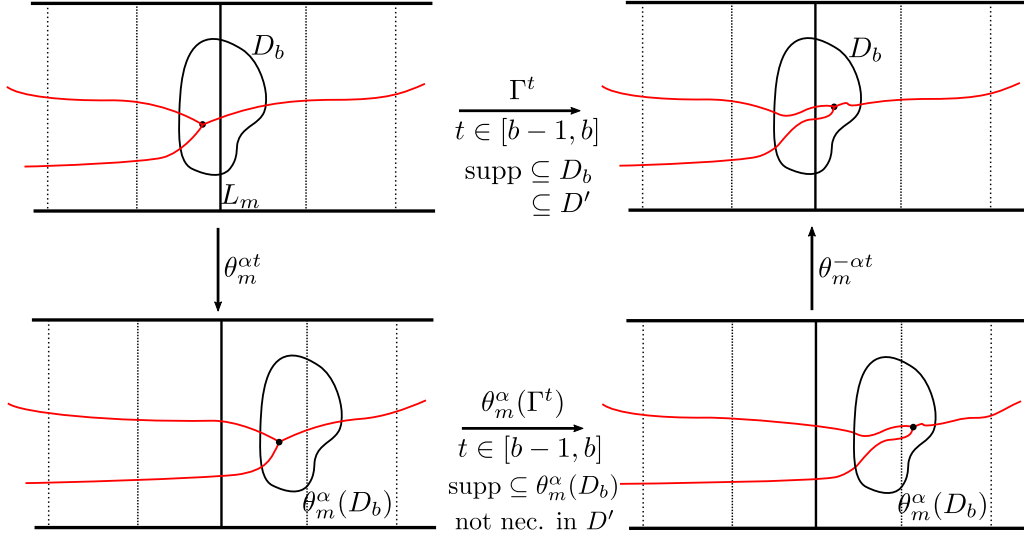 D_b
D_b
Γ^t
t ∈ [b − 1, b]
supp ⊆ D_b
⊆ D′
L_m
θ_m^{αt}
θ_m^{−αt}
θ_m^α(Γ^t)
t ∈ [b − 1, b]
supp ⊆ θ_m^α(D_b)
not nec. in D′
θ_m^α(D_b)
θ_m^α(D_b)